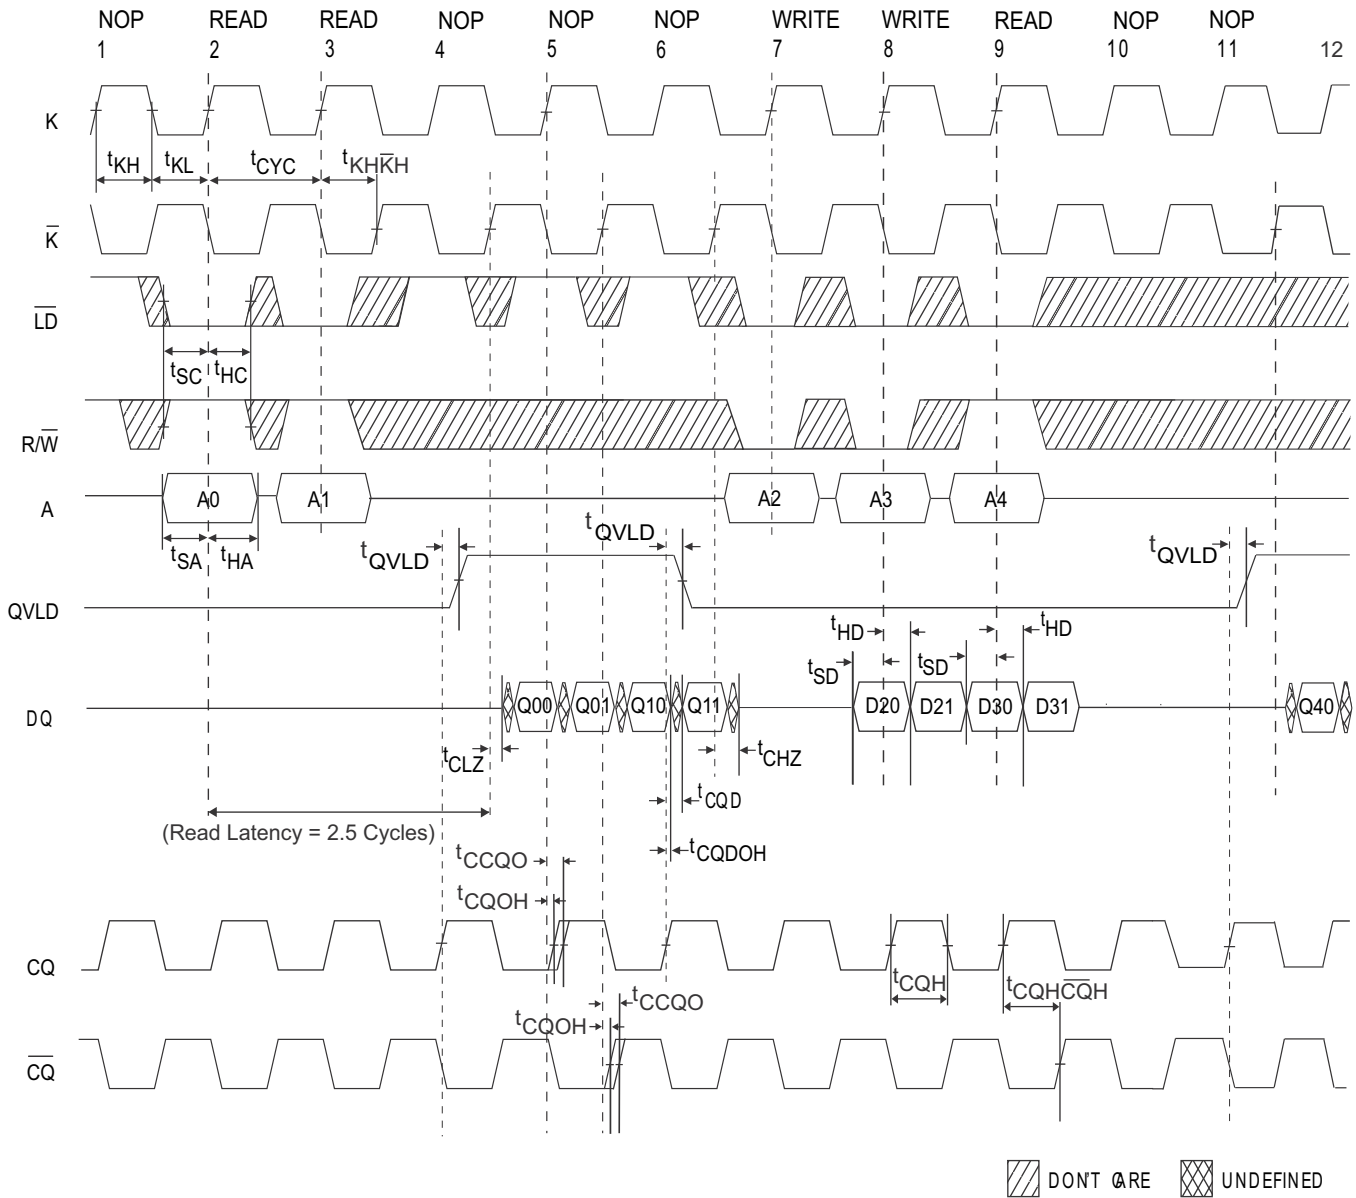 NOP READ READ NOP NOP NOP WRITE WRITE READ NOP NOP
1 2 3 4 5 6 7 8 9 10 11 12
K
tKH tKL tCYC tKHK̅H
K̅
L̅D̅
tSC tHC
R/W̅
A A0 A1 A2 A3 A4
tSA tHA tQVLD tQVLD tQVLD
QVLD
tHD tHD
tSD tSD
DQ Q00 Q01 Q10 Q11 D20 D21 D30 D31 Q40
tCLZ tCHZ
tCQD
(Read Latency = 2.5 Cycles)
tCQDOH
tCCQO
tCQOH
CQ
tCQH tCQHC̅Q̅H
tCCQO
tCQOH
C̅Q̅
DON'T CARE UNDEFINED